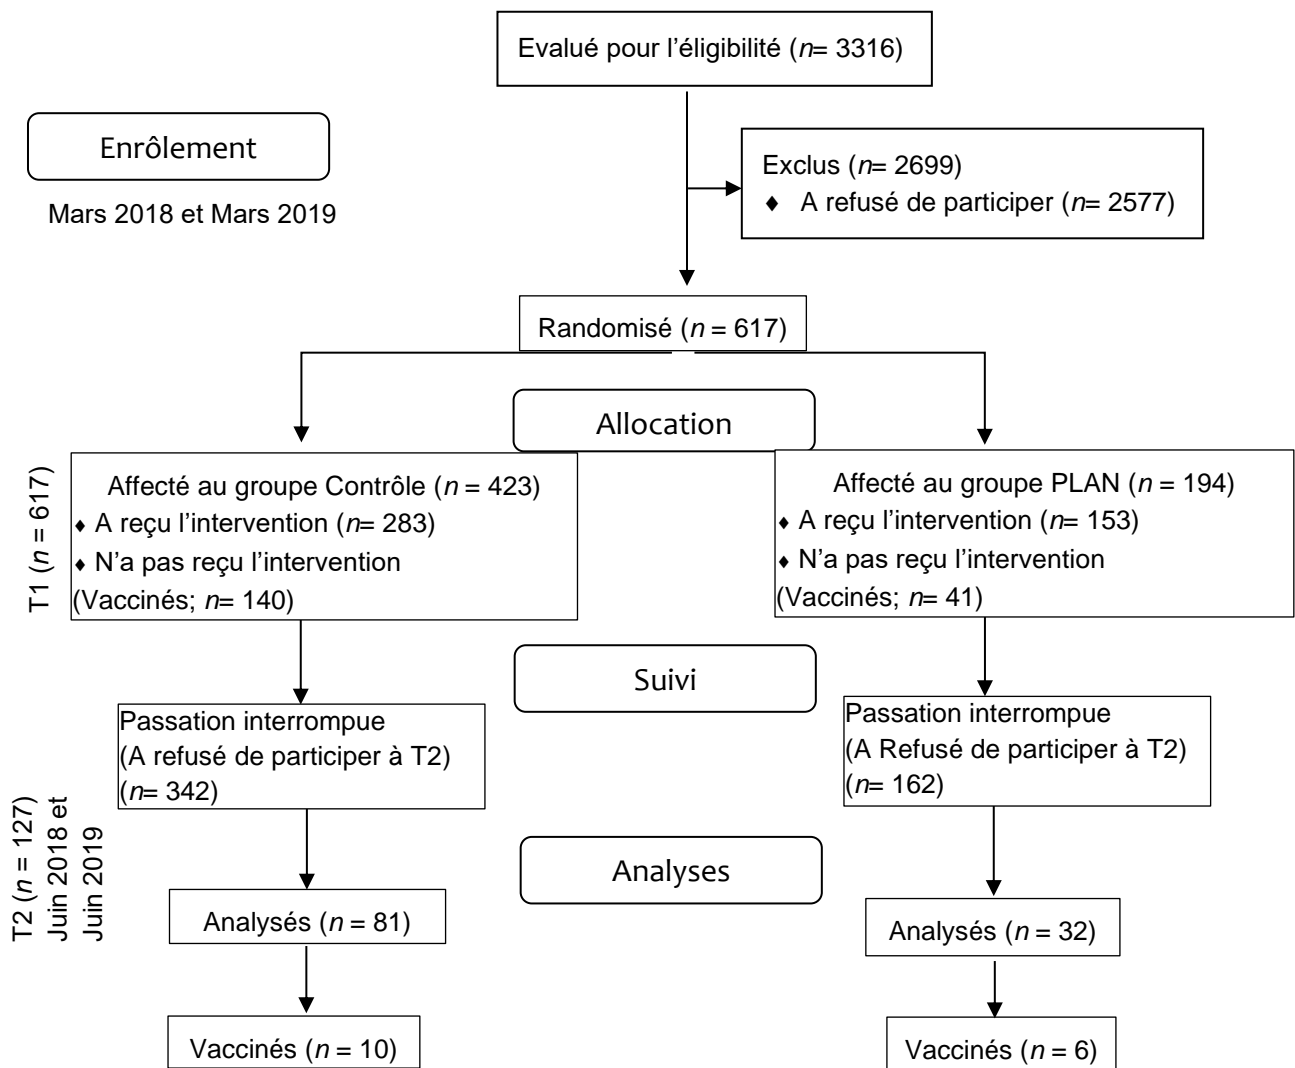 Evalué pour l'éligibilité (n= 3316)
Enrôlement
Mars 2018 et Mars 2019
Exclus (n= 2699)
♦ A refusé de participer (n= 2577)
Randomisé (n = 617)
Allocation
T1 (n = 617)
Affecté au groupe Contrôle (n = 423)
♦ A reçu l'intervention (n= 283)
♦ N'a pas reçu l'intervention
(Vaccinés; n= 140)
Affecté au groupe PLAN (n = 194)
♦ A reçu l'intervention (n= 153)
♦ N'a pas reçu l'intervention
(Vaccinés; n= 41)
Suivi
Passation interrompue
(A refusé de participer à T2)
(n= 342)
Passation interrompue
(A Refusé de participer à T2)
(n= 162)
T2 (n = 127)
Juin 2018 et
Juin 2019
Analyses
Analysés (n = 81)
Analysés (n = 32)
Vaccinés (n = 10)
Vaccinés (n = 6)